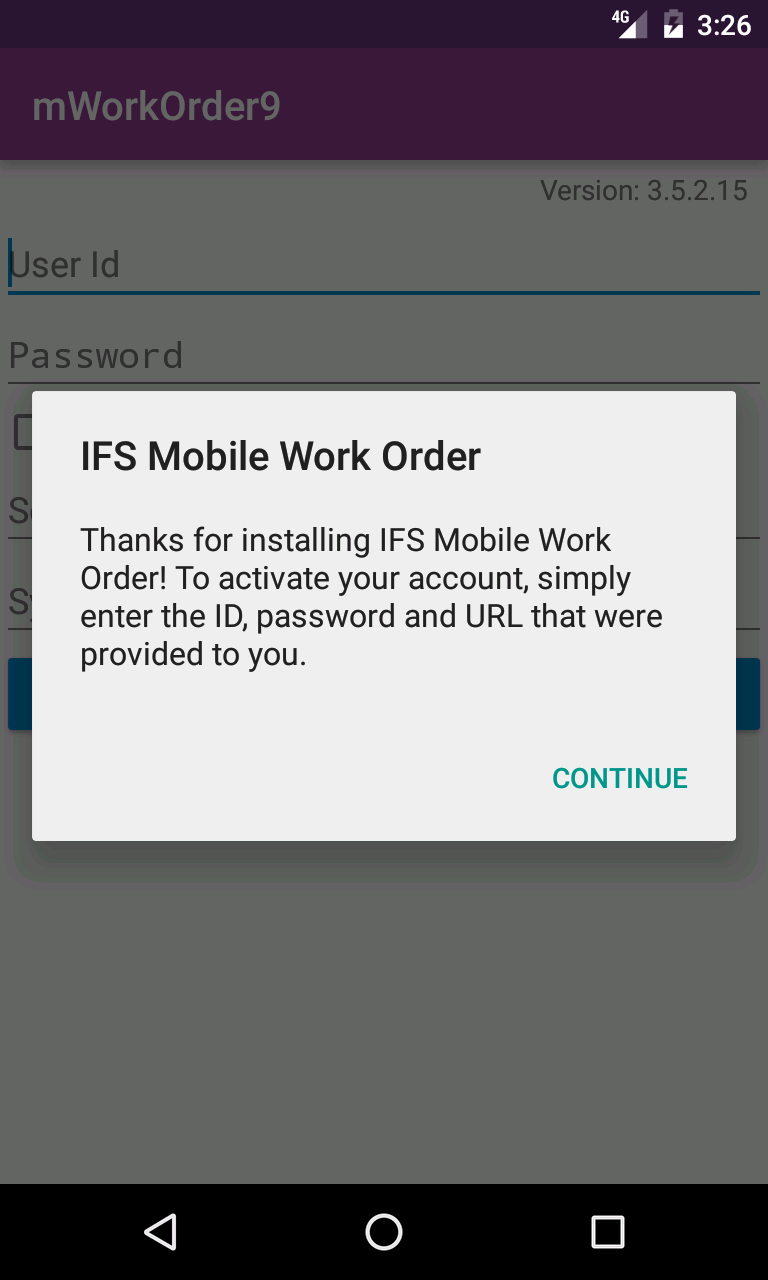 4G 3:26
mWorkOrder9
Version: 3.5.2.15
User Id
Password
IFS Mobile Work Order
Thanks for installing IFS Mobile Work
Order! To activate your account, simply
enter the ID, password and URL that were
provided to you.
CONTINUE